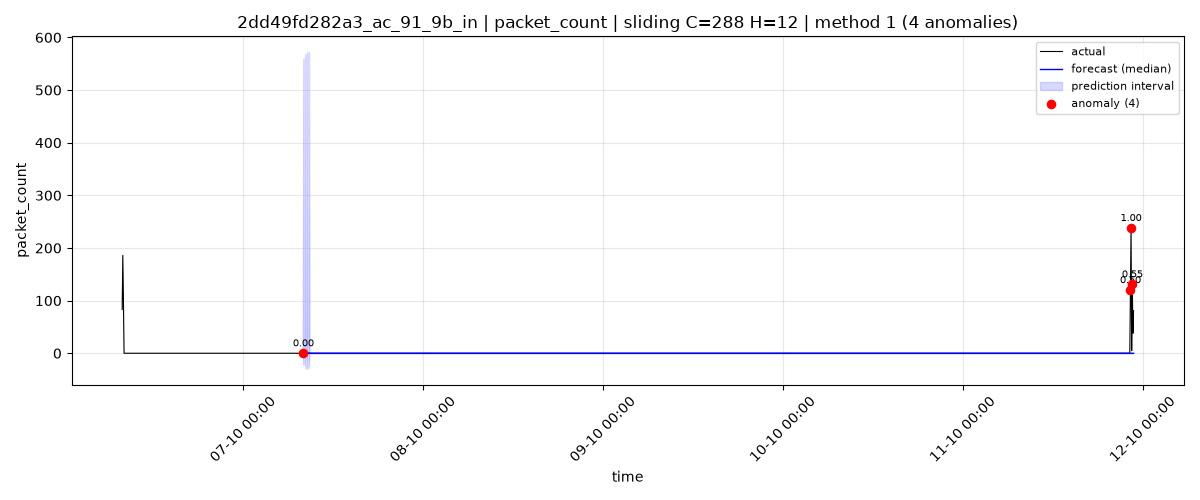 2dd49fd282a3_ac_91_9b_in | packet_count | sliding C=288 H=12 | method 1 (4 anomalies)
600
500
400
300
200
100
0
packet_count
actual
forecast (median)
prediction interval
anomaly (4)
0.00
1.00
0.55
07-10 00:00
08-10 00:00
09-10 00:00
10-10 00:00
11-10 00:00
12-10 00:00
time